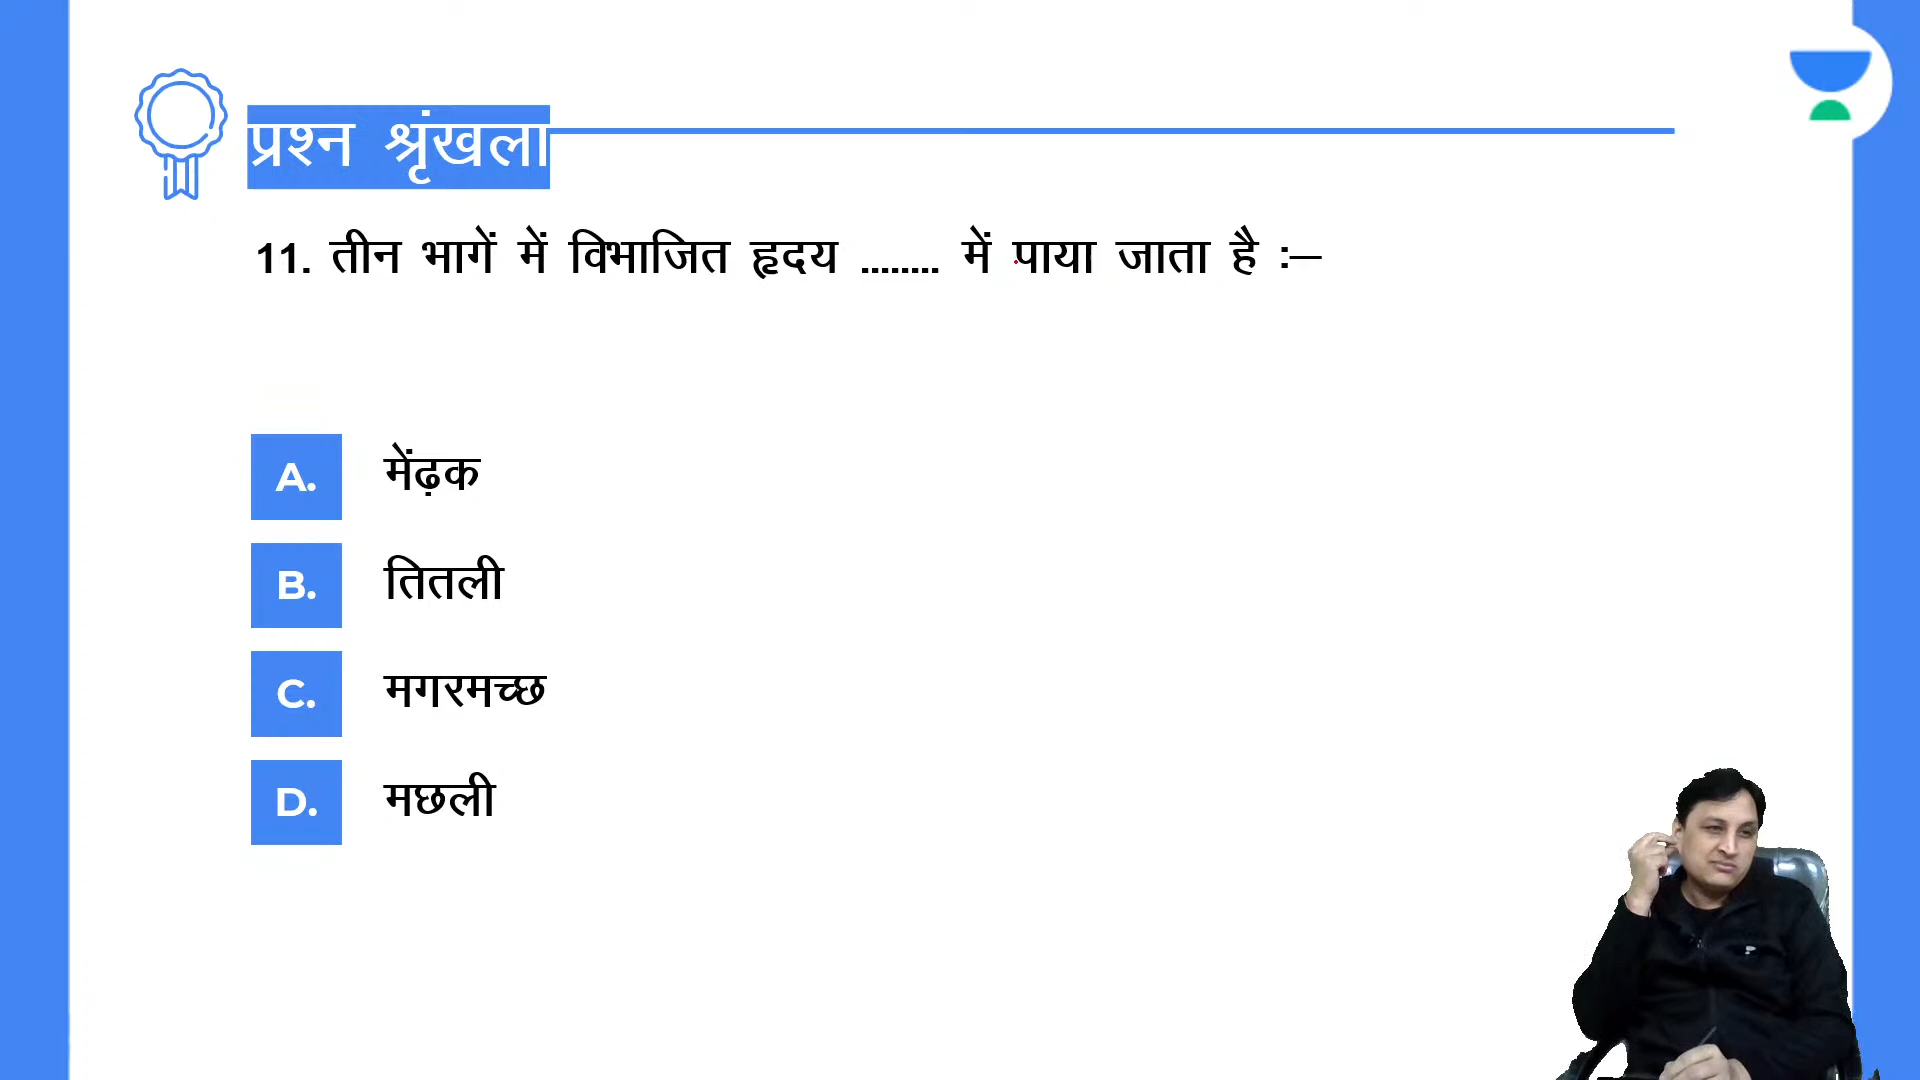 प्रश्न श्रृंखला
11. तीन भागें में विभाजित हृदय ........ में पाया जाता है :–
A. मेंढ़क
B. तितली
C. मगरमच्छ
D. मछली